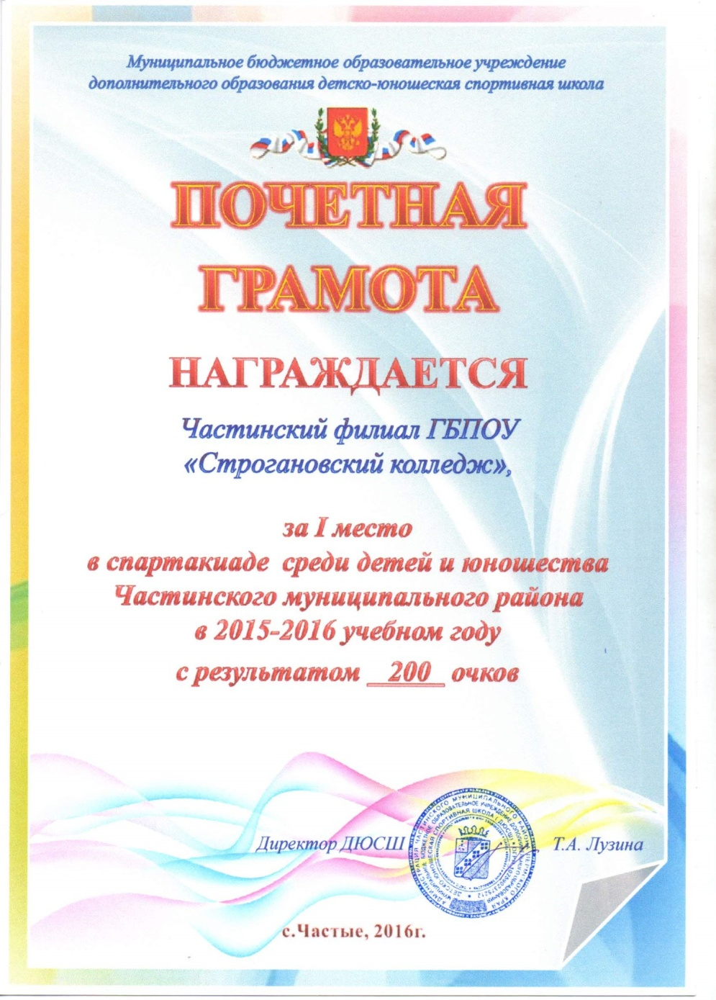 Муниципальное бюджетное образовательное учреждение
дополнительного образования детско-юношеская спортивная школа
ПОЧЕТНАЯ
ГРАМОТА
НАГРАЖДАЕТСЯ
Частинский филиал ГБПОУ
«Строгановский колледж»,
за I место
в спартакиаде среди детей и юношества
Частинского муниципального района
в 2015-2016 учебном году
с результатом 200 очков
Директор ДЮСШ
Т.А. Лузина
с.Частые, 2016г.